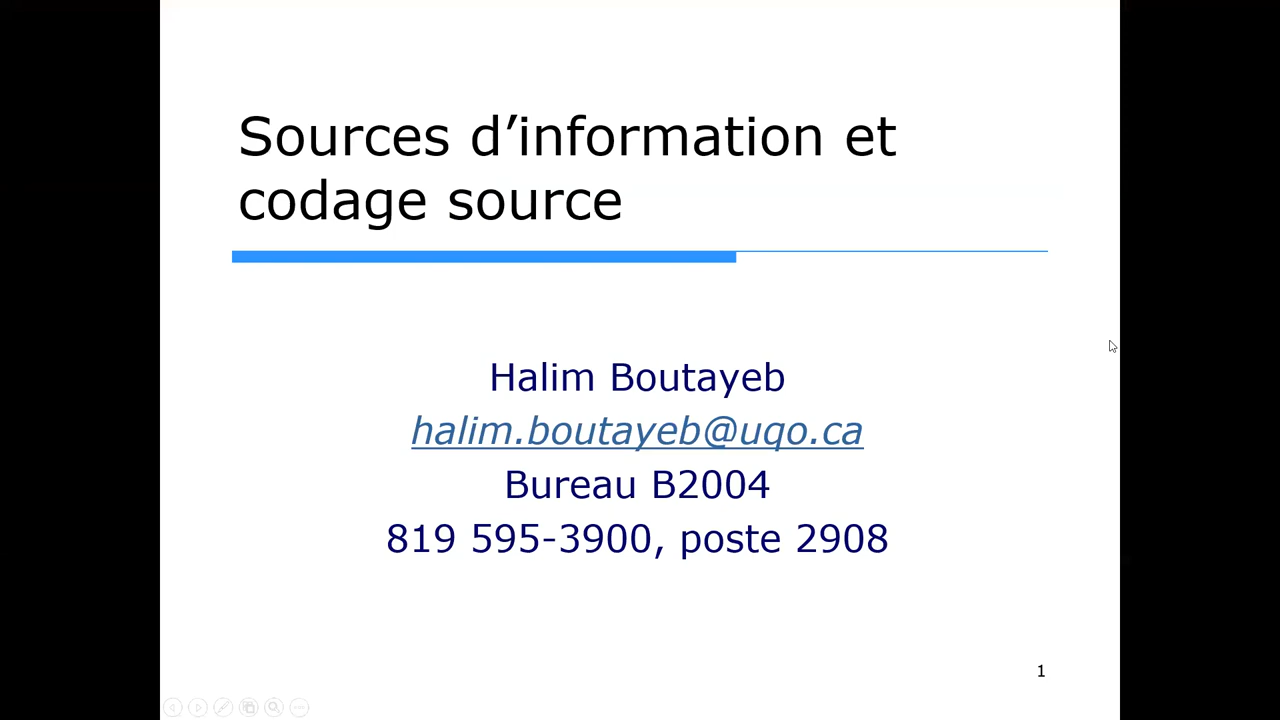 Sources d’information et
codage source
Halim Boutayeb
halim.boutayeb@uqo.ca
Bureau B2004
819 595-3900, poste 2908
1